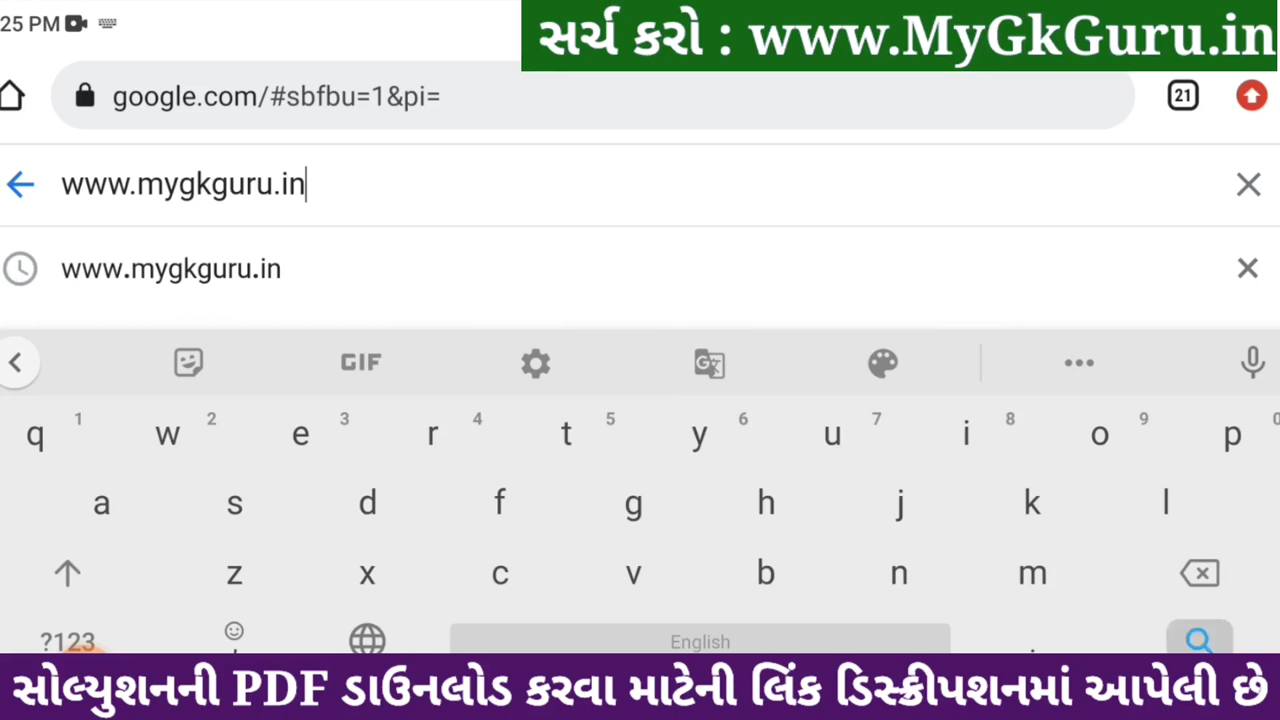 25 PM
સર્ચ કરો : www.MyGkGuru.in
google.com/#sbfbu=1&pi=
21
www.mygkguru.in
www.mygkguru.in
GIF
G
q 1 w 2 e 3 r 4 t 5 y 6 u 7 i 8 o 9 p 0
a s d f g h j k l
z x c v b n m
?123 , English .
સોલ્યુશનની PDF ડાઉનલોડ કરવા માટેની લિંક ડિસ્ક્રીપશનમાં આપેલી છે